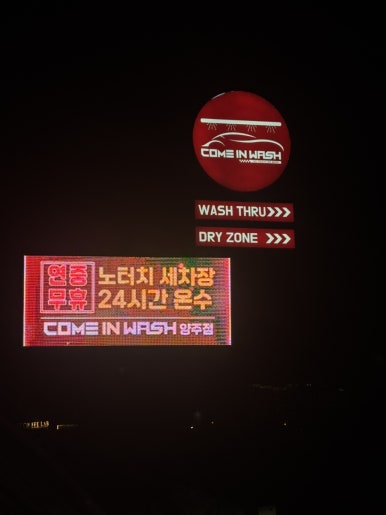 COME IN WASH
WASH THRU
DRY ZONE
연중
무휴
노터치 세차장
24시간 온수
COME IN WASH 양주점